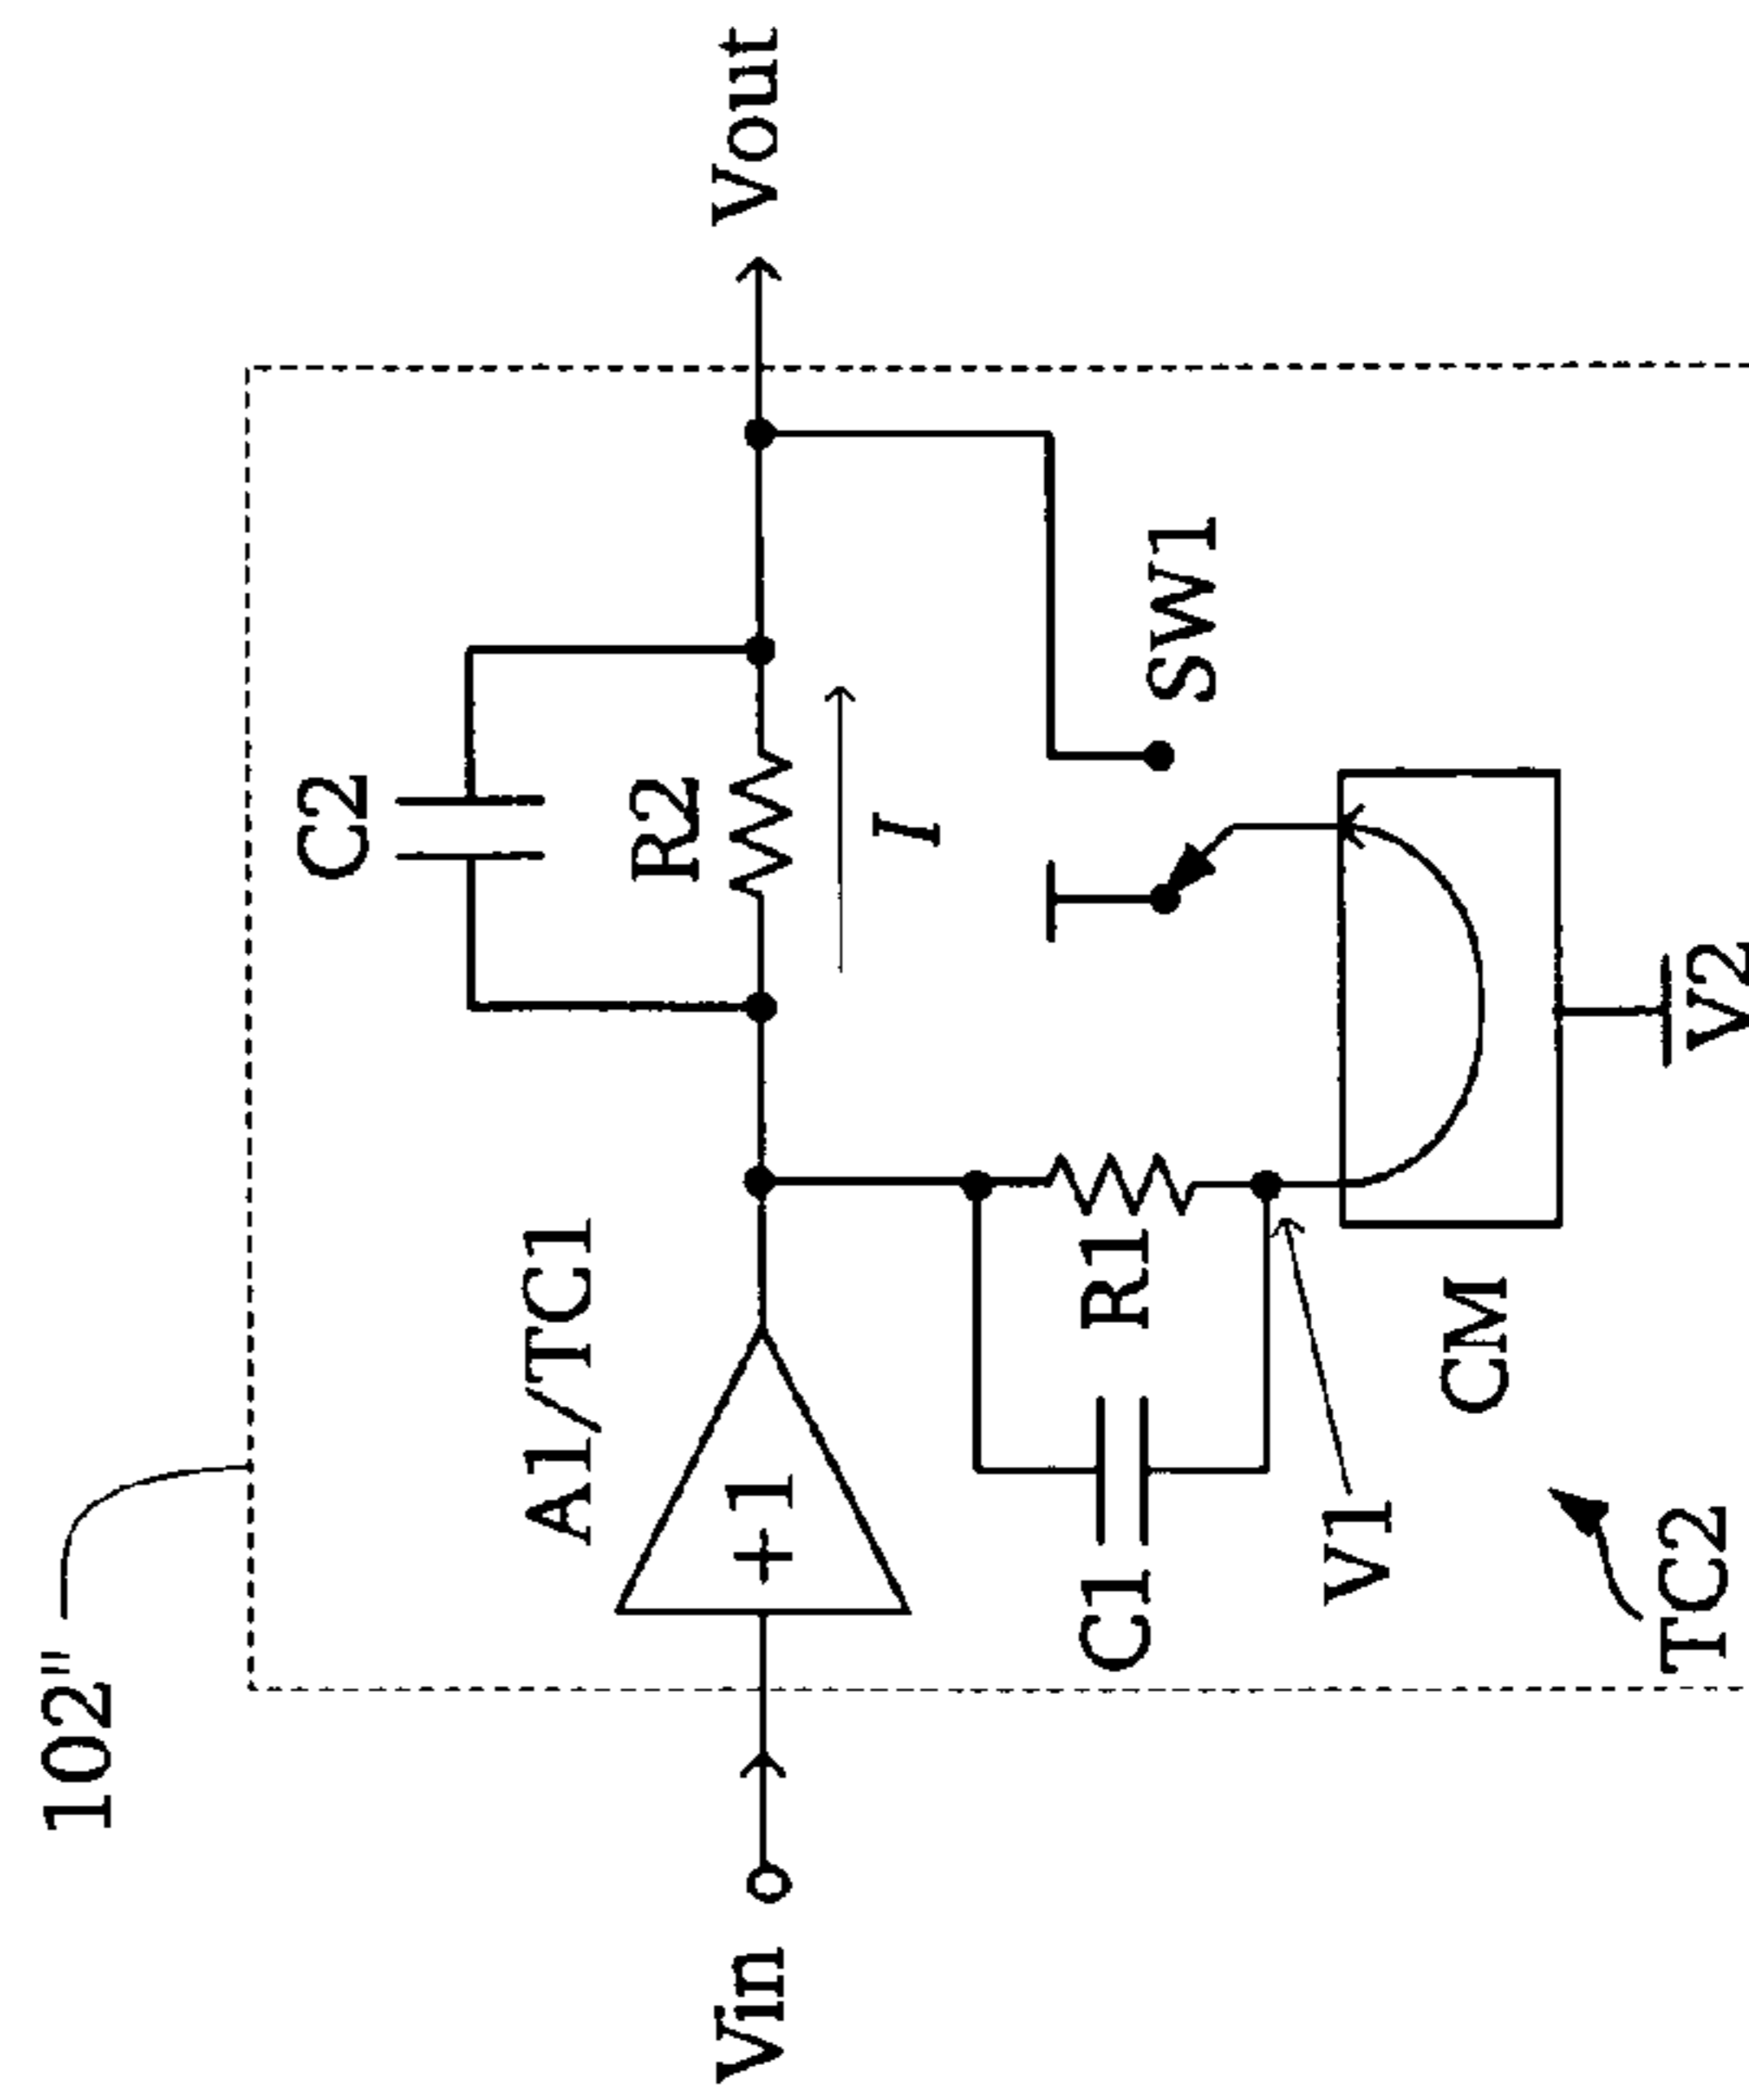 102"
C2
A1/TC1
R2
Vin
+1
Vout
I
C1
R1
SW1
V1
CM
TC2
V2